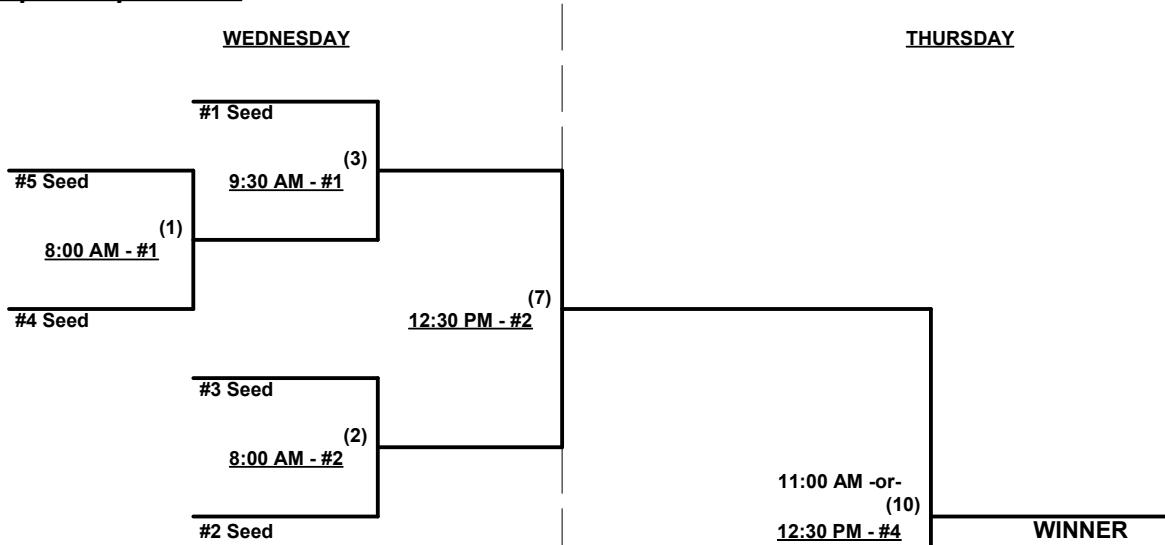 WEDNESDAY
THURSDAY
#1 Seed
(3)
9:30 AM - #1
#5 Seed
(1)
8:00 AM - #1
#4 Seed
(7)
12:30 PM - #2
#3 Seed
(2)
8:00 AM - #2
#2 Seed
11:00 AM -or-
(10)
12:30 PM - #4
WINNER